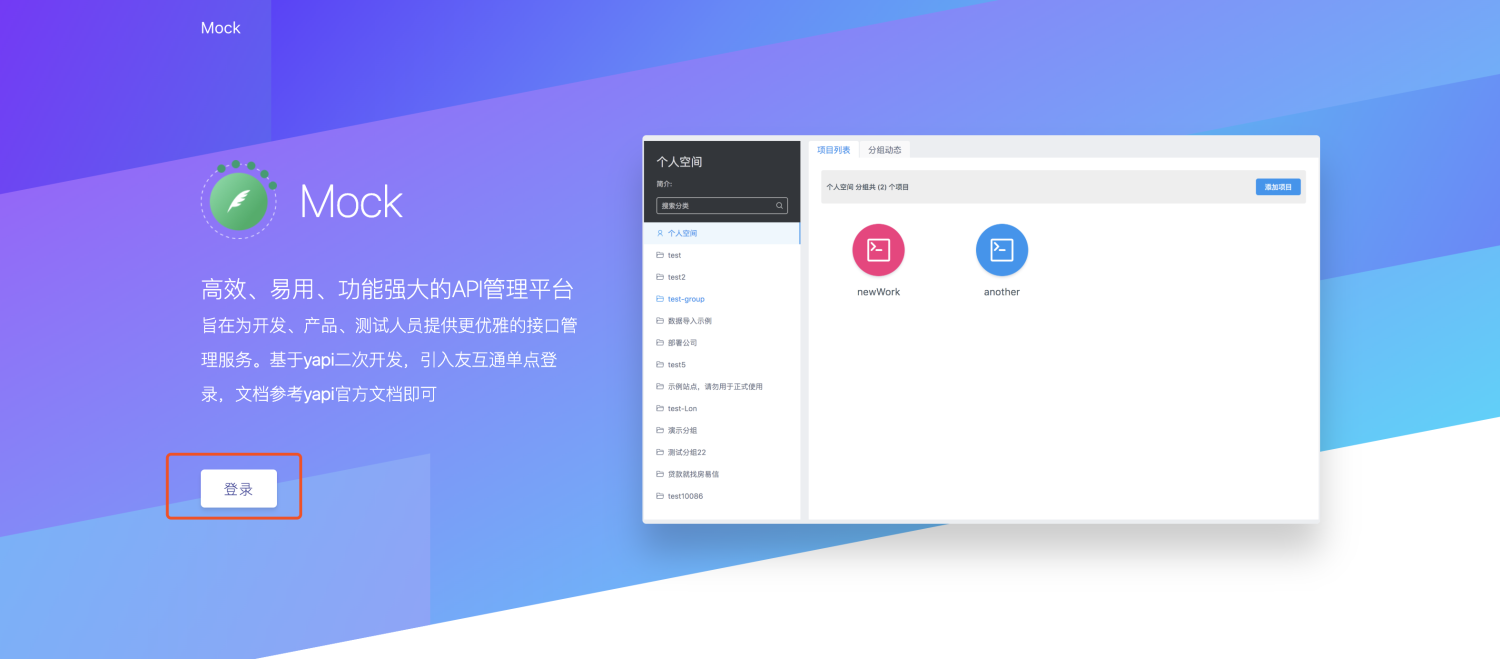 Mock
Mock
高效、易用、功能强大的API管理平台
旨在为开发、产品、测试人员提供更优雅的接口管
理服务。基于yapi二次开发，引入友互通单点登
录，文档参考yapi官方文档即可
登录
个人空间
简介:
搜索分类
个人空间
test
test2
test-group
数据导入示例
部署公司
test5
示例站点，请勿用于正式使用
test-Lon
演示分组
测试分组22
贷款就找房易信
test10086
项目列表 分组动态
个人空间 分组共 (2) 个项目 添加项目
newWork another